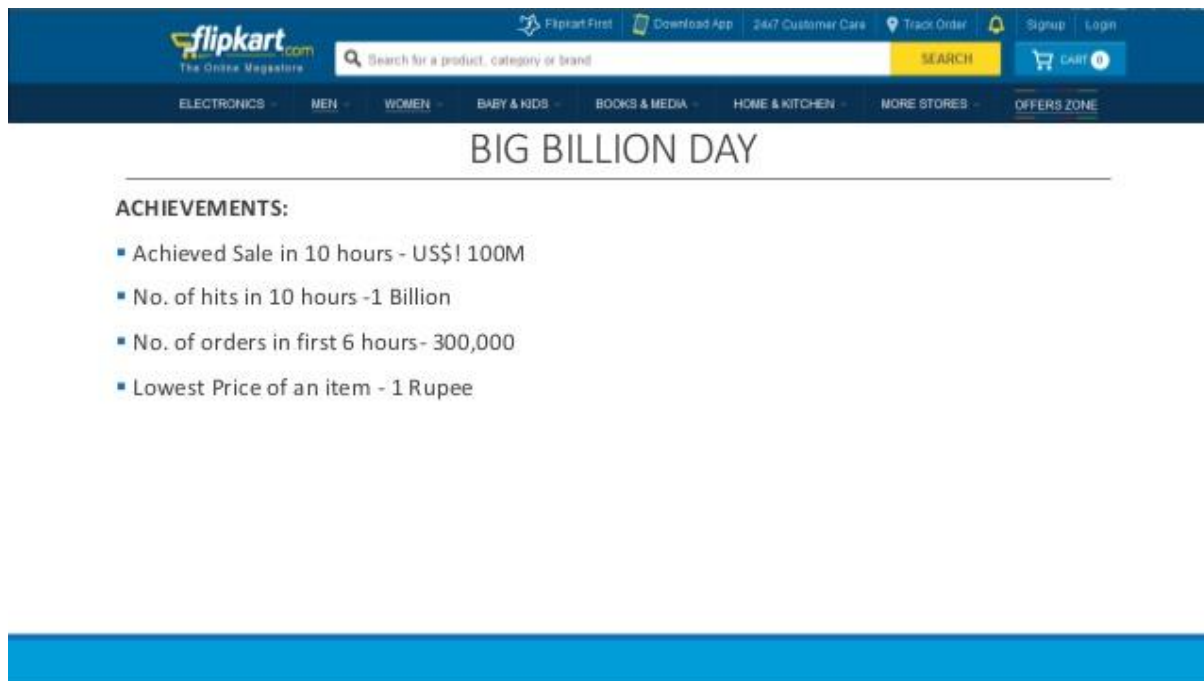 Flipkart First Download App 24x7 Customer Care Track Order Signup Login
flipkart.com
The Online Megastore
Search for a product, category or brand
SEARCH
CART 0
ELECTRONICS MEN WOMEN BABY & KIDS BOOKS & MEDIA HOME & KITCHEN MORE STORES OFFERS ZONE
BIG BILLION DAY
ACHIEVEMENTS:
▪ Achieved Sale in 10 hours - US$! 100M
▪ No. of hits in 10 hours -1 Billion
▪ No. of orders in first 6 hours- 300,000
▪ Lowest Price of an item - 1 Rupee